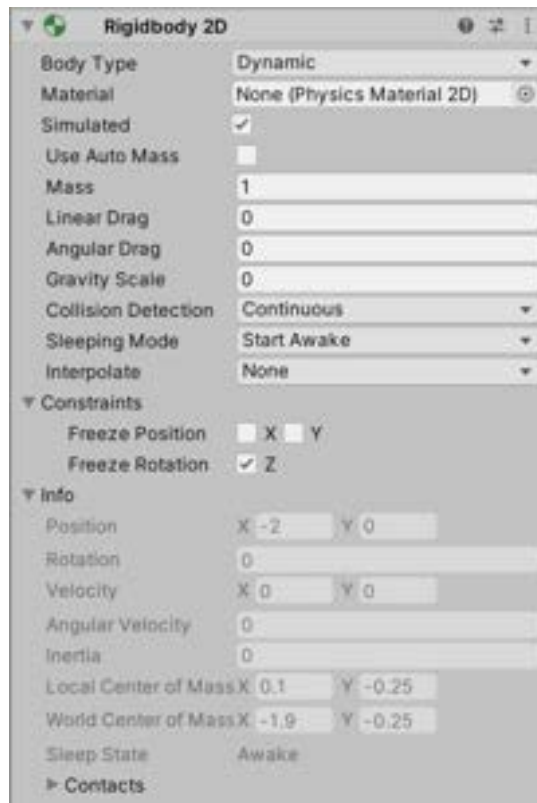 Rigidbody 2D
Body Type Dynamic
Material None (Physics Material 2D)
Simulated
Use Auto Mass
Mass 1
Linear Drag 0
Angular Drag 0
Gravity Scale 0
Collision Detection Continuous
Sleeping Mode Start Awake
Interpolate None
Constraints
Freeze Position X Y
Freeze Rotation Z
Info
Position X -2 Y 0
Rotation 0
Velocity X 0 Y 0
Angular Velocity 0
Inertia 0
Local Center of Mass X 0.1 Y -0.25
World Center of Mass X -1.9 Y -0.25
Sleep State Awake
Contacts